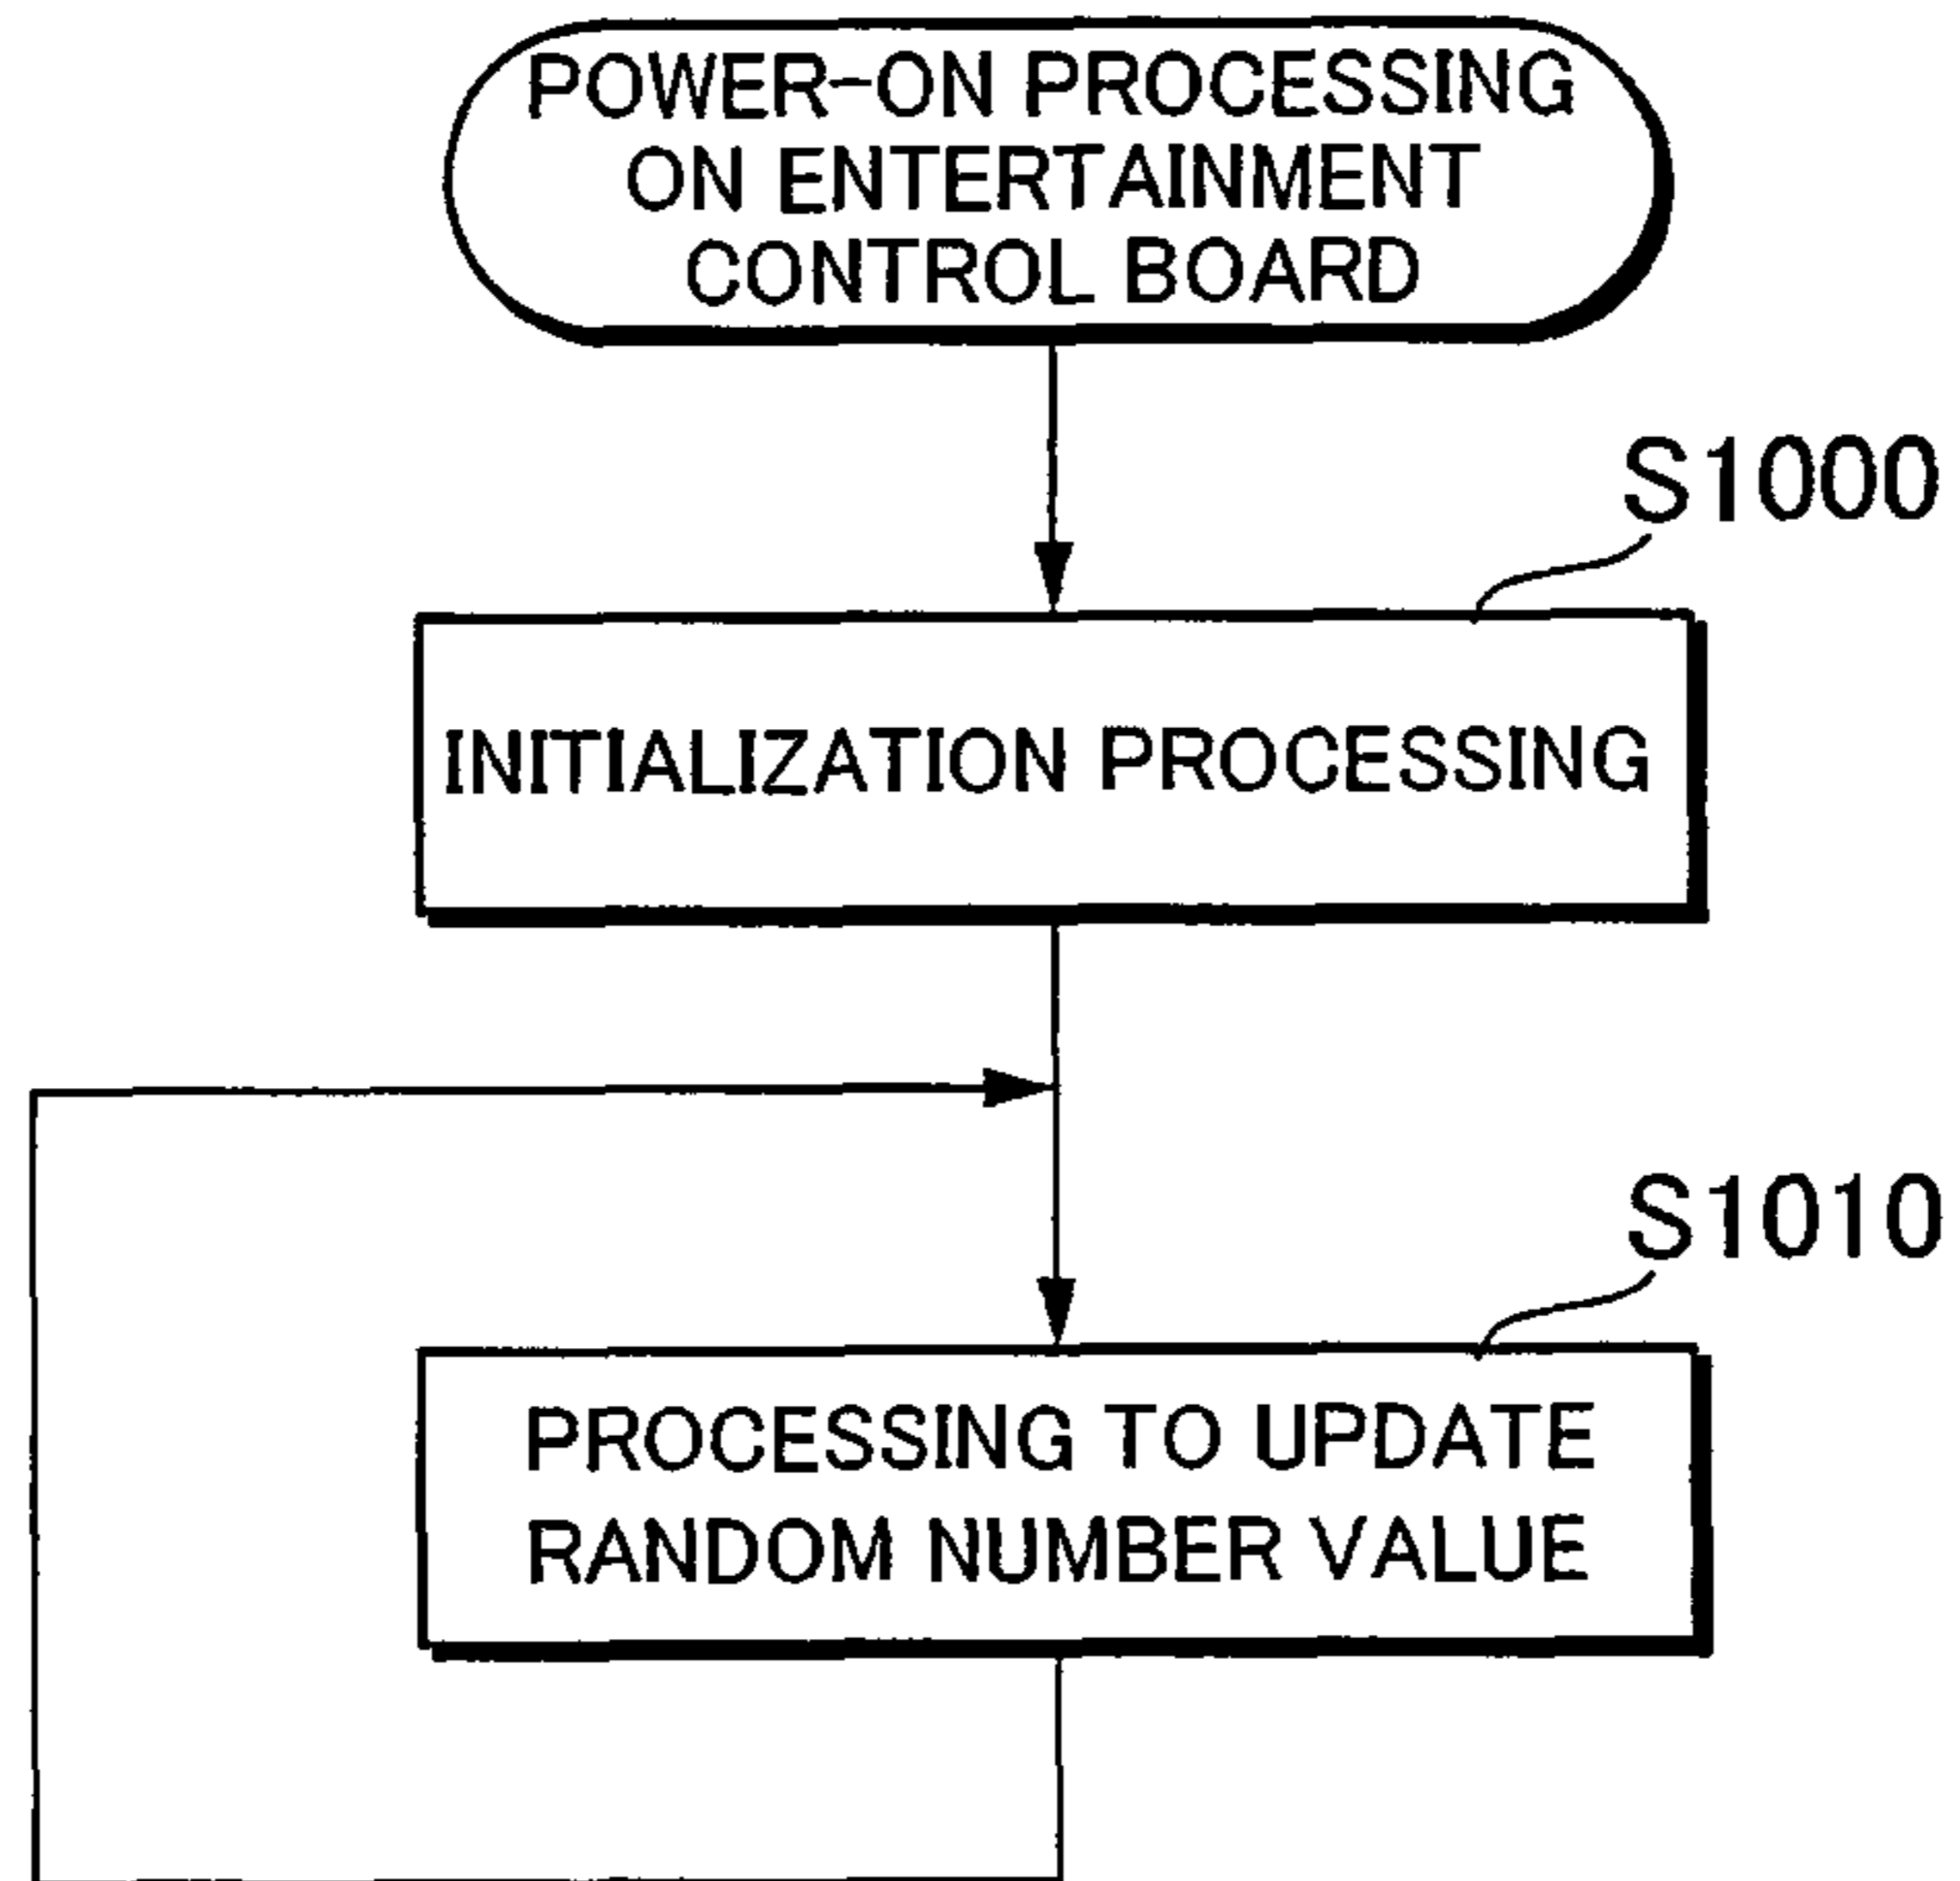 POWER-ON PROCESSING
ON ENTERTAINMENT
CONTROL BOARD
S1000
INITIALIZATION PROCESSING
S1010
PROCESSING TO UPDATE
RANDOM NUMBER VALUE